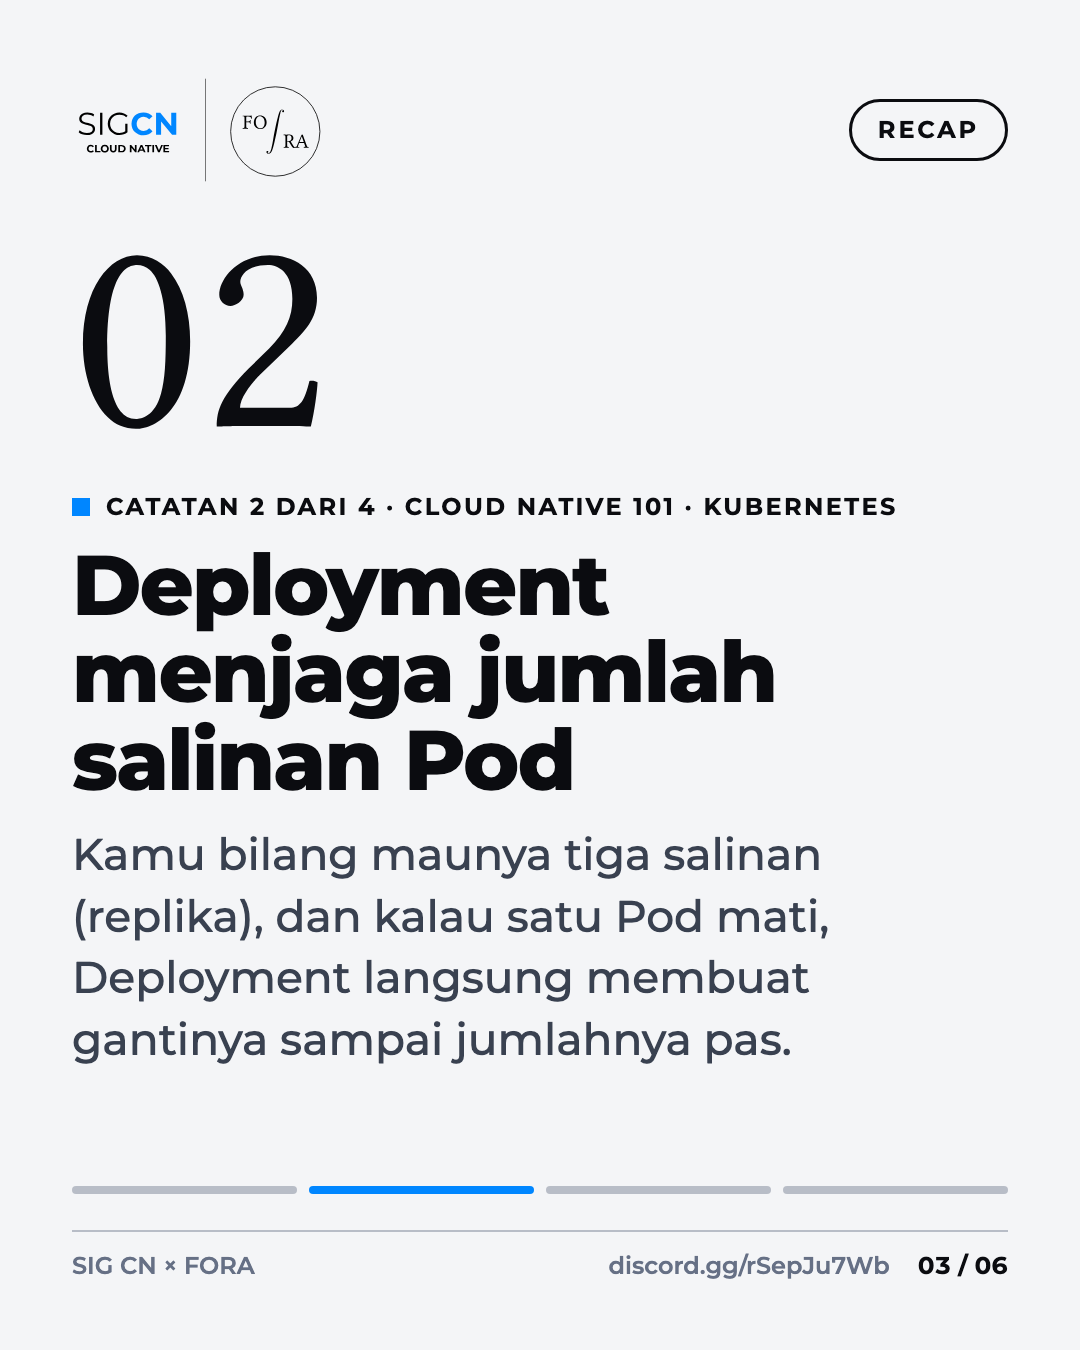 SIGCN
CLOUD NATIVE
FO
RA
RECAP
02
CATATAN 2 DARI 4 · CLOUD NATIVE 101 · KUBERNETES
Deployment
menjaga jumlah
salinan Pod
Kamu bilang maunya tiga salinan
(replika), dan kalau satu Pod mati,
Deployment langsung membuat
gantinya sampai jumlahnya pas.
SIG CN × FORA
discord.gg/rSepJu7Wb
03 / 06